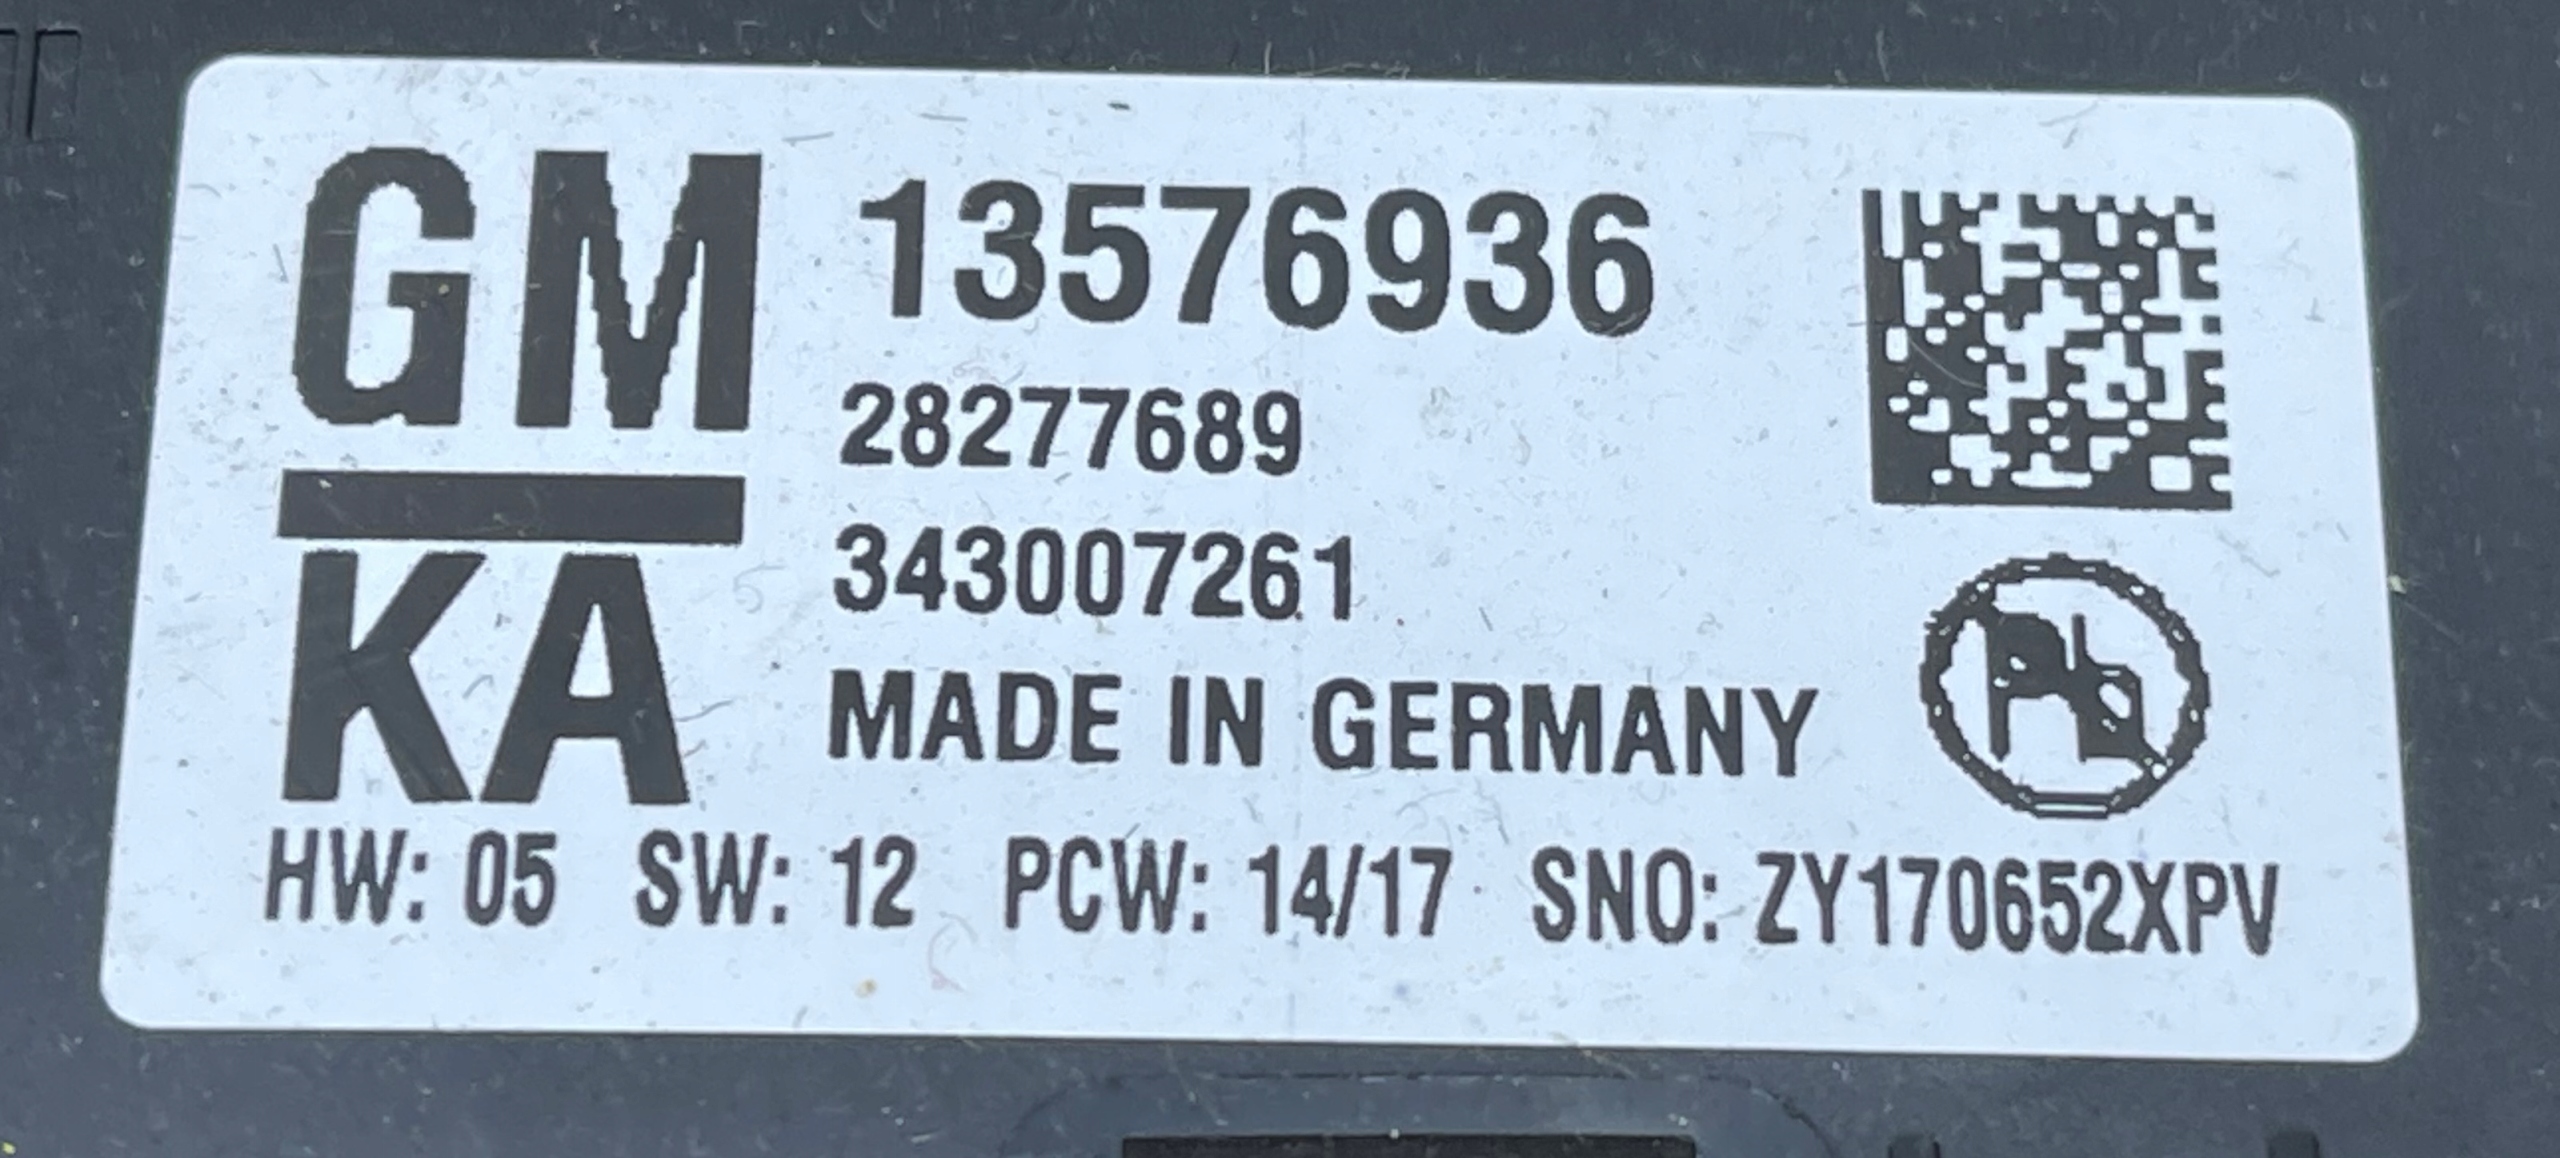 GM
KA
13576936
28277689
343007261
MADE IN GERMANY
HW: 05 SW: 12 PCW: 14/17 SNO: ZY170652XPV